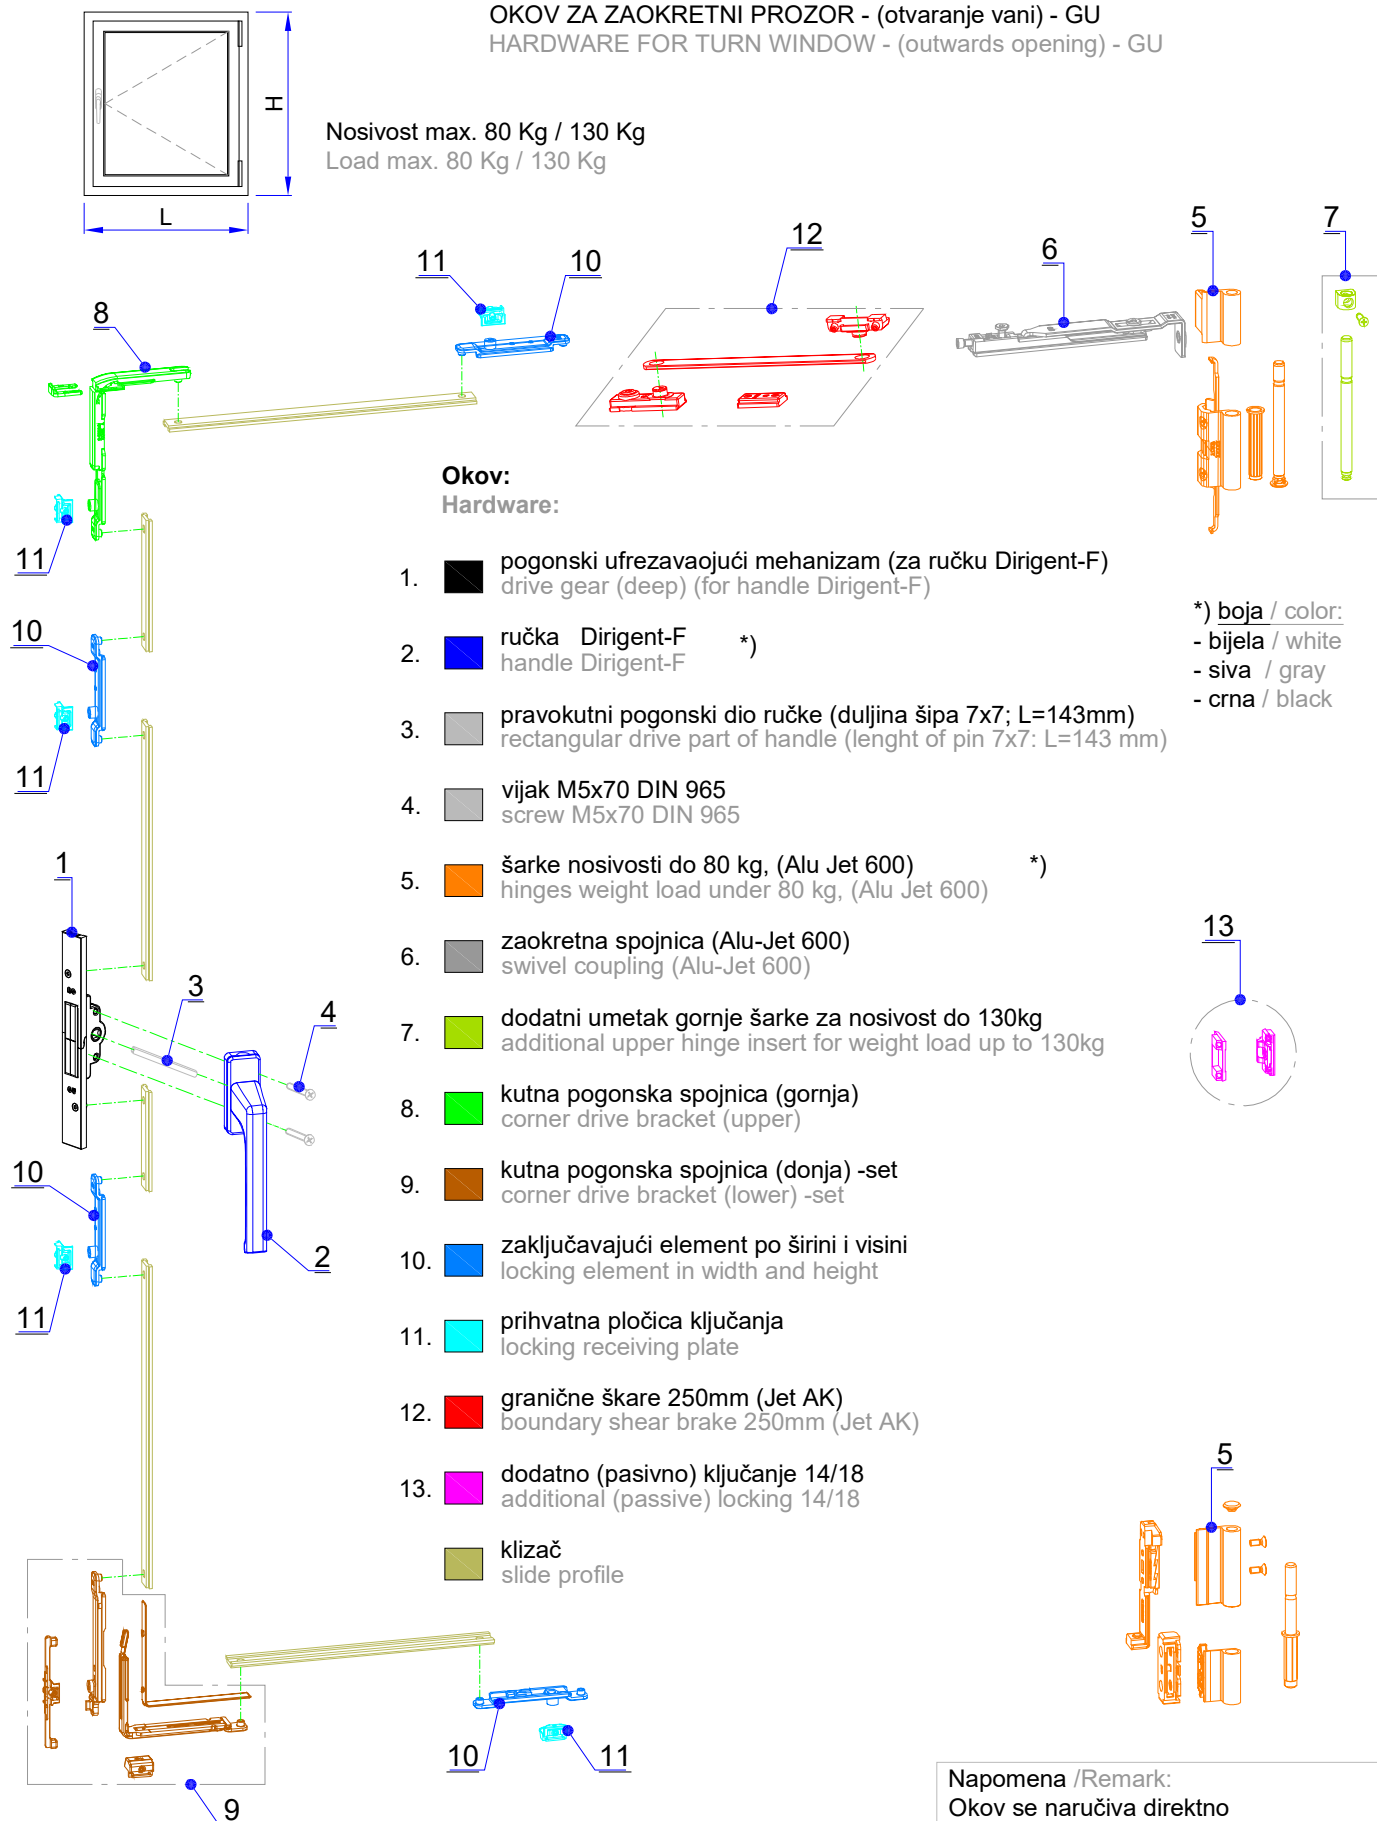 OKOV ZA ZAOKRETNI PROZOR - (otvaranje vani) - GU
HARDWARE FOR TURN WINDOW - (outwards opening) - GU
H
L
Nosivost max. 80 Kg / 130 Kg
Load max. 80 Kg / 130 Kg
5
7
12
6
11
10
8
Okov:
Hardware:
11
1.
pogonski ufrezavaojući mehanizam (za ručku Dirigent-F)
drive gear (deep) (for handle Dirigent-F)
*) boja / color:
- bijela / white
- siva / gray
- crna / black
10
2.
ručka Dirigent-F *)
handle Dirigent-F
11
3.
pravokutni pogonski dio ručke (duljina šipa 7x7; L=143mm)
rectangular drive part of handle (lenght of pin 7x7: L=143 mm)
4.
vijak M5x70 DIN 965
screw M5x70 DIN 965
1
5.
šarke nosivosti do 80 kg, (Alu Jet 600) *)
hinges weight load under 80 kg, (Alu Jet 600)
13
6.
zaokretna spojnica (Alu-Jet 600)
swivel coupling (Alu-Jet 600)
3
4
7.
dodatni umetak gornje šarke za nosivost do 130kg
additional upper hinge insert for weight load up to 130kg
8.
kutna pogonska spojnica (gornja)
corner drive bracket (upper)
10
9.
kutna pogonska spojnica (donja) -set
corner drive bracket (lower) -set
2
10.
zaključavajući element po širini i visini
locking element in width and height
11
11.
prihvatna pločica ključanja
locking receiving plate
12.
granične škare 250mm (Jet AK)
boundary shear brake 250mm (Jet AK)
5
13.
dodatno (pasivno) ključanje 14/18
additional (passive) locking 14/18
klizač
slide profile
10
11
9
Napomena /Remark:
Okov se naručiva direktno